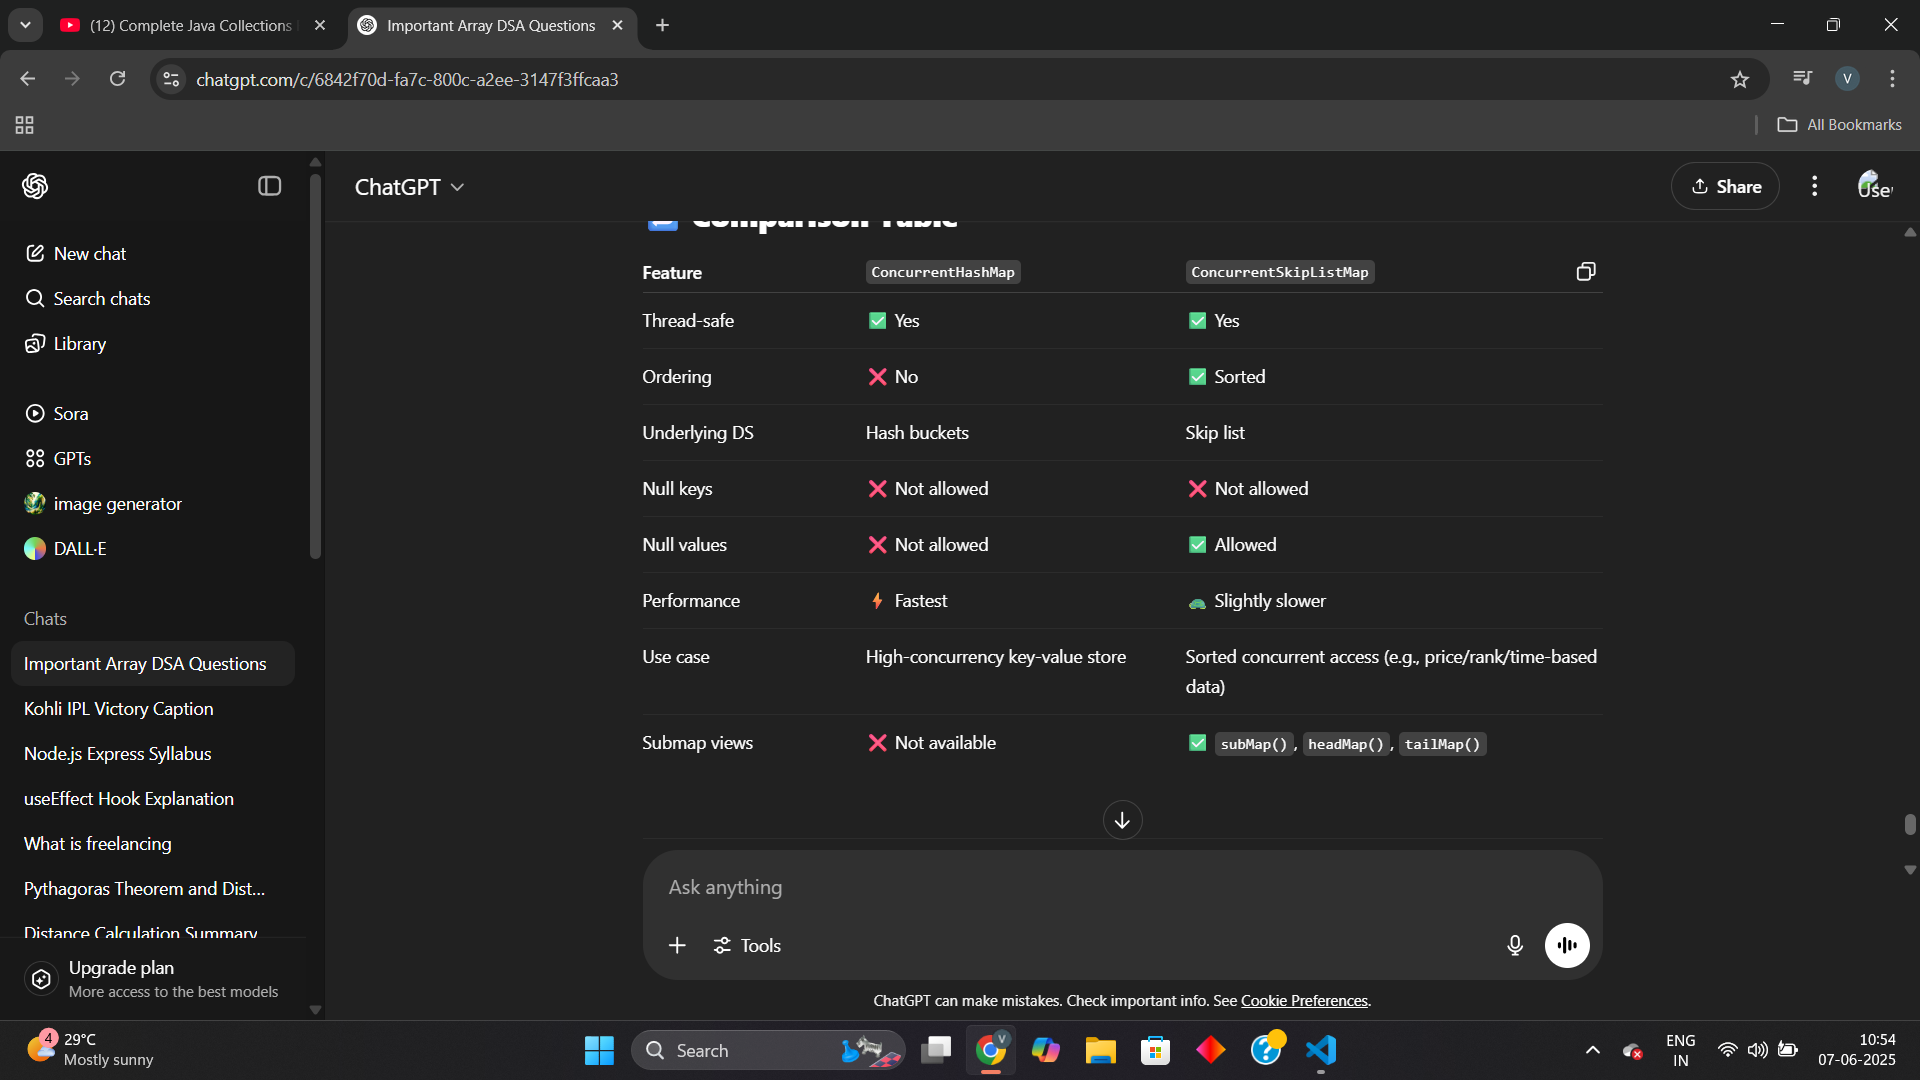 (12) Complete Java Collections
Important Array DSA Questions
chatgpt.com/c/6842f70d-fa7c-800c-a2ee-3147f3ffcaa3
V
All Bookmarks
ChatGPT
Share
User
New chat
Search chats
Library
Sora
GPTs
image generator
DALL·E
Chats
Important Array DSA Questions
Kohli IPL Victory Caption
Node.js Express Syllabus
useEffect Hook Explanation
What is freelancing
Pythagoras Theorem and Dist...
Distance Calculation Summary
Upgrade plan
More access to the best models
Comparison Table
Feature ConcurrentHashMap ConcurrentSkipListMap
Thread-safe ✅ Yes ✅ Yes
Ordering ❌ No ✅ Sorted
Underlying DS Hash buckets Skip list
Null keys ❌ Not allowed ❌ Not allowed
Null values ❌ Not allowed ✅ Allowed
Performance ⚡ Fastest 🐢 Slightly slower
Use case High-concurrency key-value store Sorted concurrent access (e.g., price/rank/time-based
data)
Submap views ❌ Not available ✅ subMap(), headMap(), tailMap()
Ask anything
Tools
ChatGPT can make mistakes. Check important info. See Cookie Preferences.
4
29°C
Mostly sunny
Search
V
ENG
IN
10:54
07-06-2025